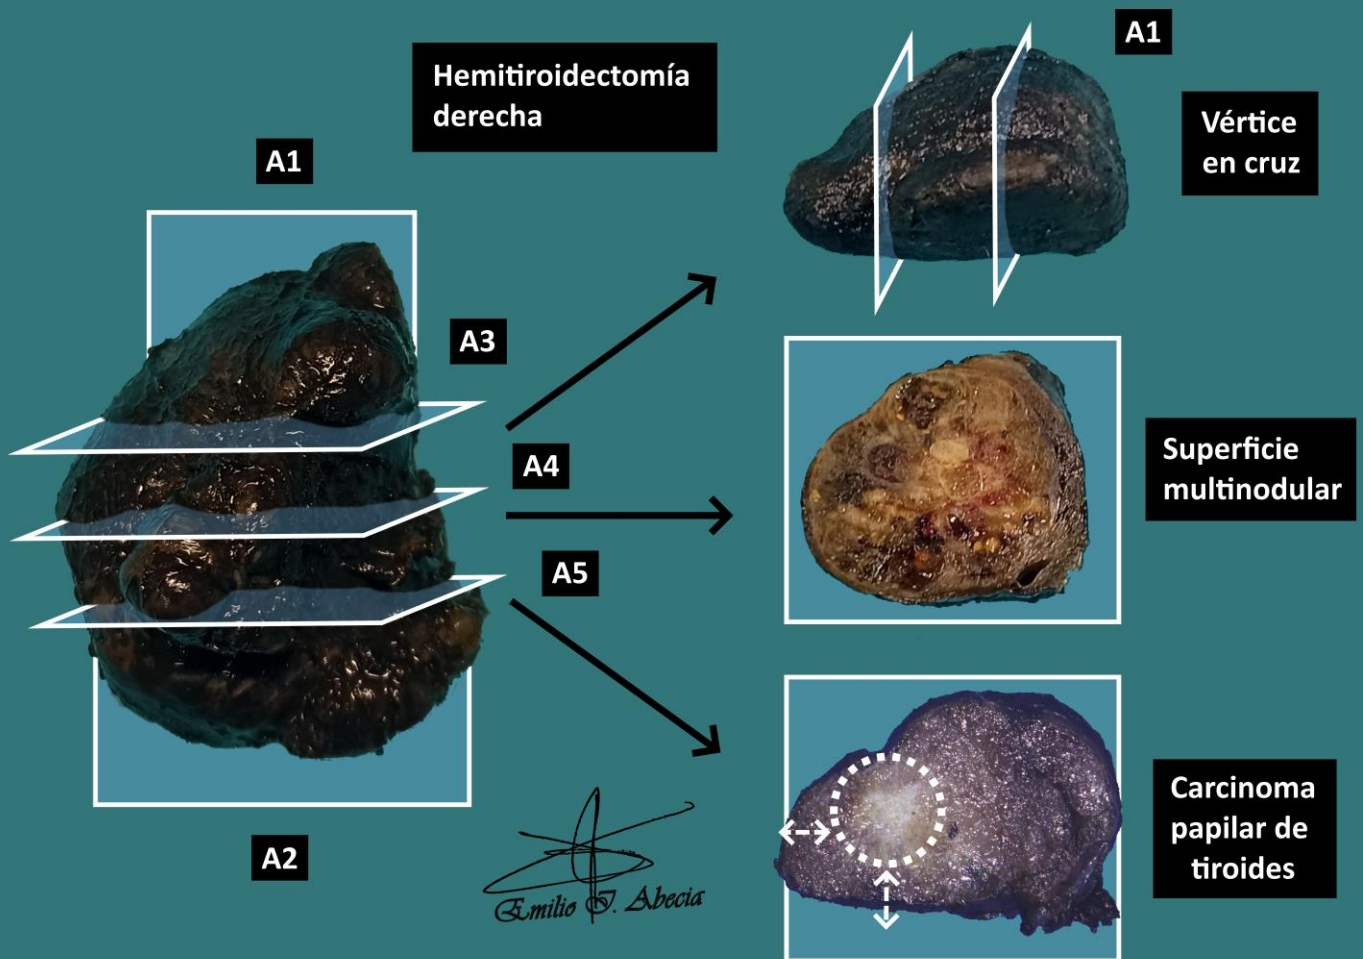 Hemitiroidectomía
derecha
A1
A3
A4
A5
A2
A1
Vértice
en cruz
Superficie
multinodular
Carcinoma
papilar de
tiroides
Emilio J. Abecia